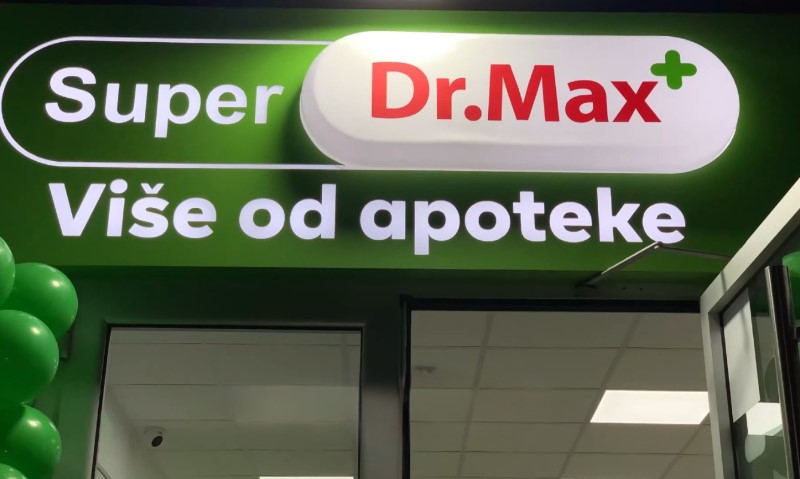 Super Dr.Max+
Više od apoteke